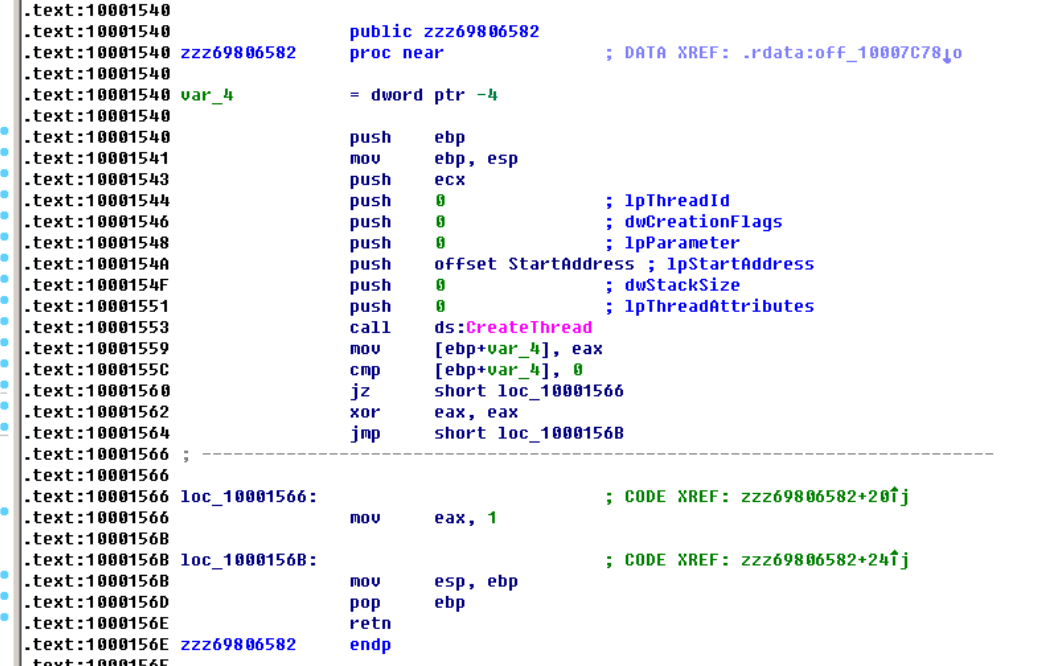 .text:10001540
.text:10001540 public zzz69806582
.text:10001540 zzz69806582 proc near ; DATA XREF: .rdata:off_10007C78↓o
.text:10001540
.text:10001540 var_4 = dword ptr -4
.text:10001540
.text:10001540 push ebp
.text:10001541 mov ebp, esp
.text:10001543 push ecx
.text:10001544 push 0 ; lpThreadId
.text:10001546 push 0 ; dwCreationFlags
.text:10001548 push 0 ; lpParameter
.text:1000154A push offset StartAddress ; lpStartAddress
.text:1000154F push 0 ; dwStackSize
.text:10001551 push 0 ; lpThreadAttributes
.text:10001553 call ds:CreateThread
.text:10001559 mov [ebp+var_4], eax
.text:1000155C cmp [ebp+var_4], 0
.text:10001560 jz short loc_10001566
.text:10001562 xor eax, eax
.text:10001564 jmp short loc_1000156B
.text:10001566 ; ---------------------------------------------------------------------------
.text:10001566
.text:10001566 loc_10001566: ; CODE XREF: zzz69806582+20↑j
.text:10001566 mov eax, 1
.text:1000156B
.text:1000156B loc_1000156B: ; CODE XREF: zzz69806582+24↑j
.text:1000156B mov esp, ebp
.text:1000156D pop ebp
.text:1000156E retn
.text:1000156E zzz69806582 endp
.text:1000156E